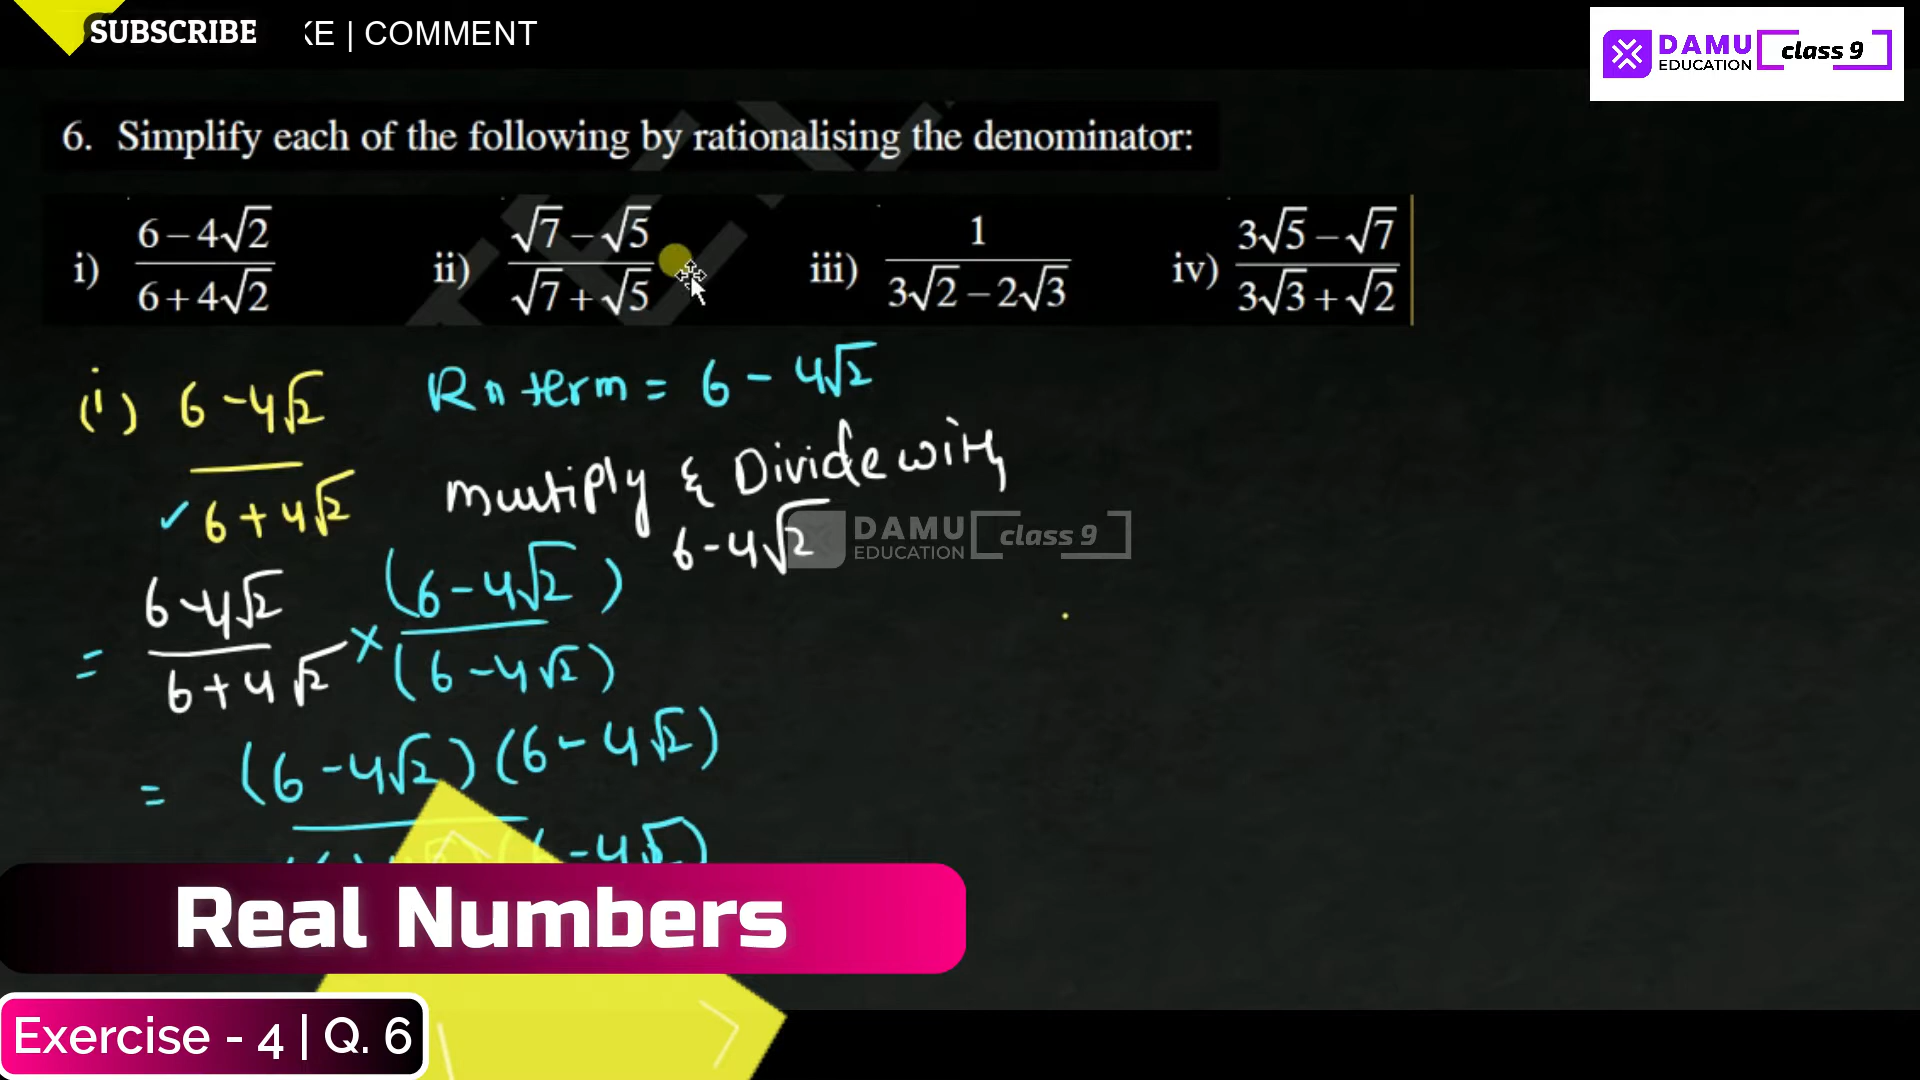 SUBSCRIBE KE | COMMENT
DAMU EDUCATION class 9
6. Simplify each of the following by rationalising the denominator:
i) (6 – 4√2)/(6 + 4√2) ii) (√7 – √5)/(√7 + √5) iii) 1/(3√2 – 2√3) iv) (3√5 – √7)/(3√3 + √2)
(i) 6 – 4√2 Rn term = 6 – 4√2
multiply & Divide with
6 + 4√2
6 – 4√2
DAMU EDUCATION class 9
= (6 – 4√2)/(6 + 4√2) × (6 – 4√2)/(6 – 4√2)
= (6 – 4√2)(6 – 4√2)
– 4√2)
Real Numbers
Exercise - 4 | Q. 6